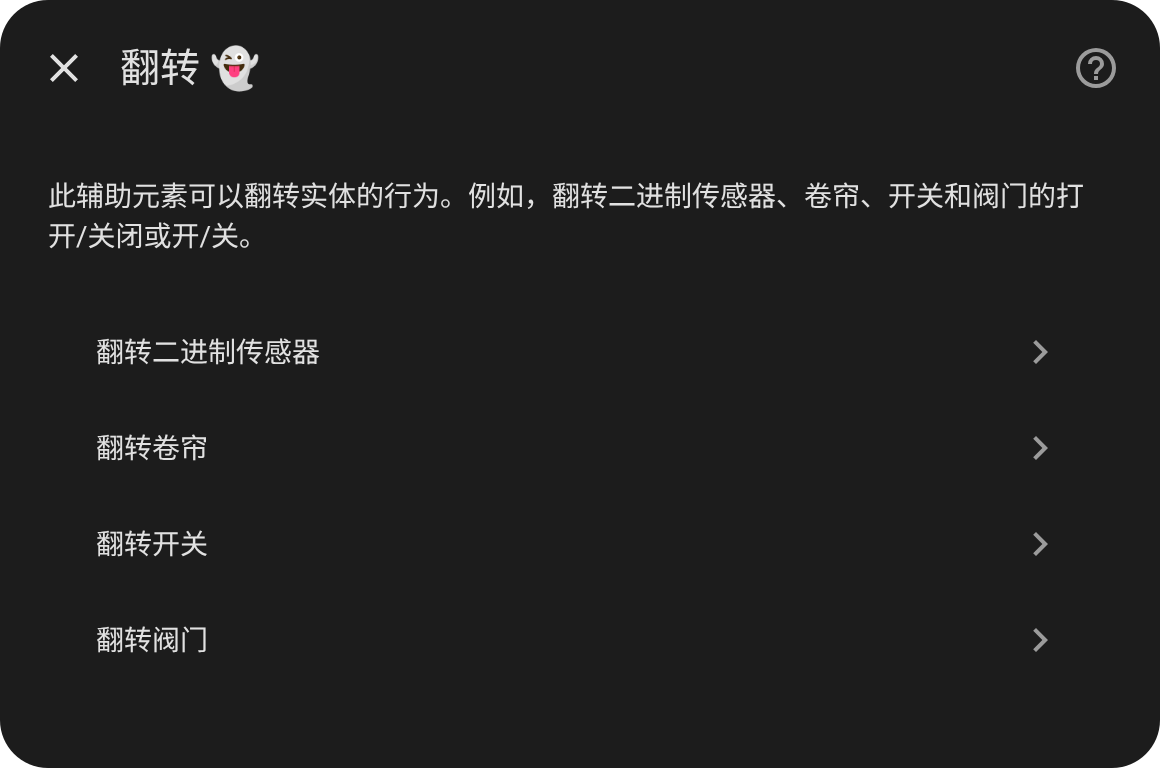 翻转 👻
此辅助元素可以翻转实体的行为。例如，翻转二进制传感器、卷帘、开关和阀门的打
开/关闭或开/关。
翻转二进制传感器
翻转卷帘
翻转开关
翻转阀门